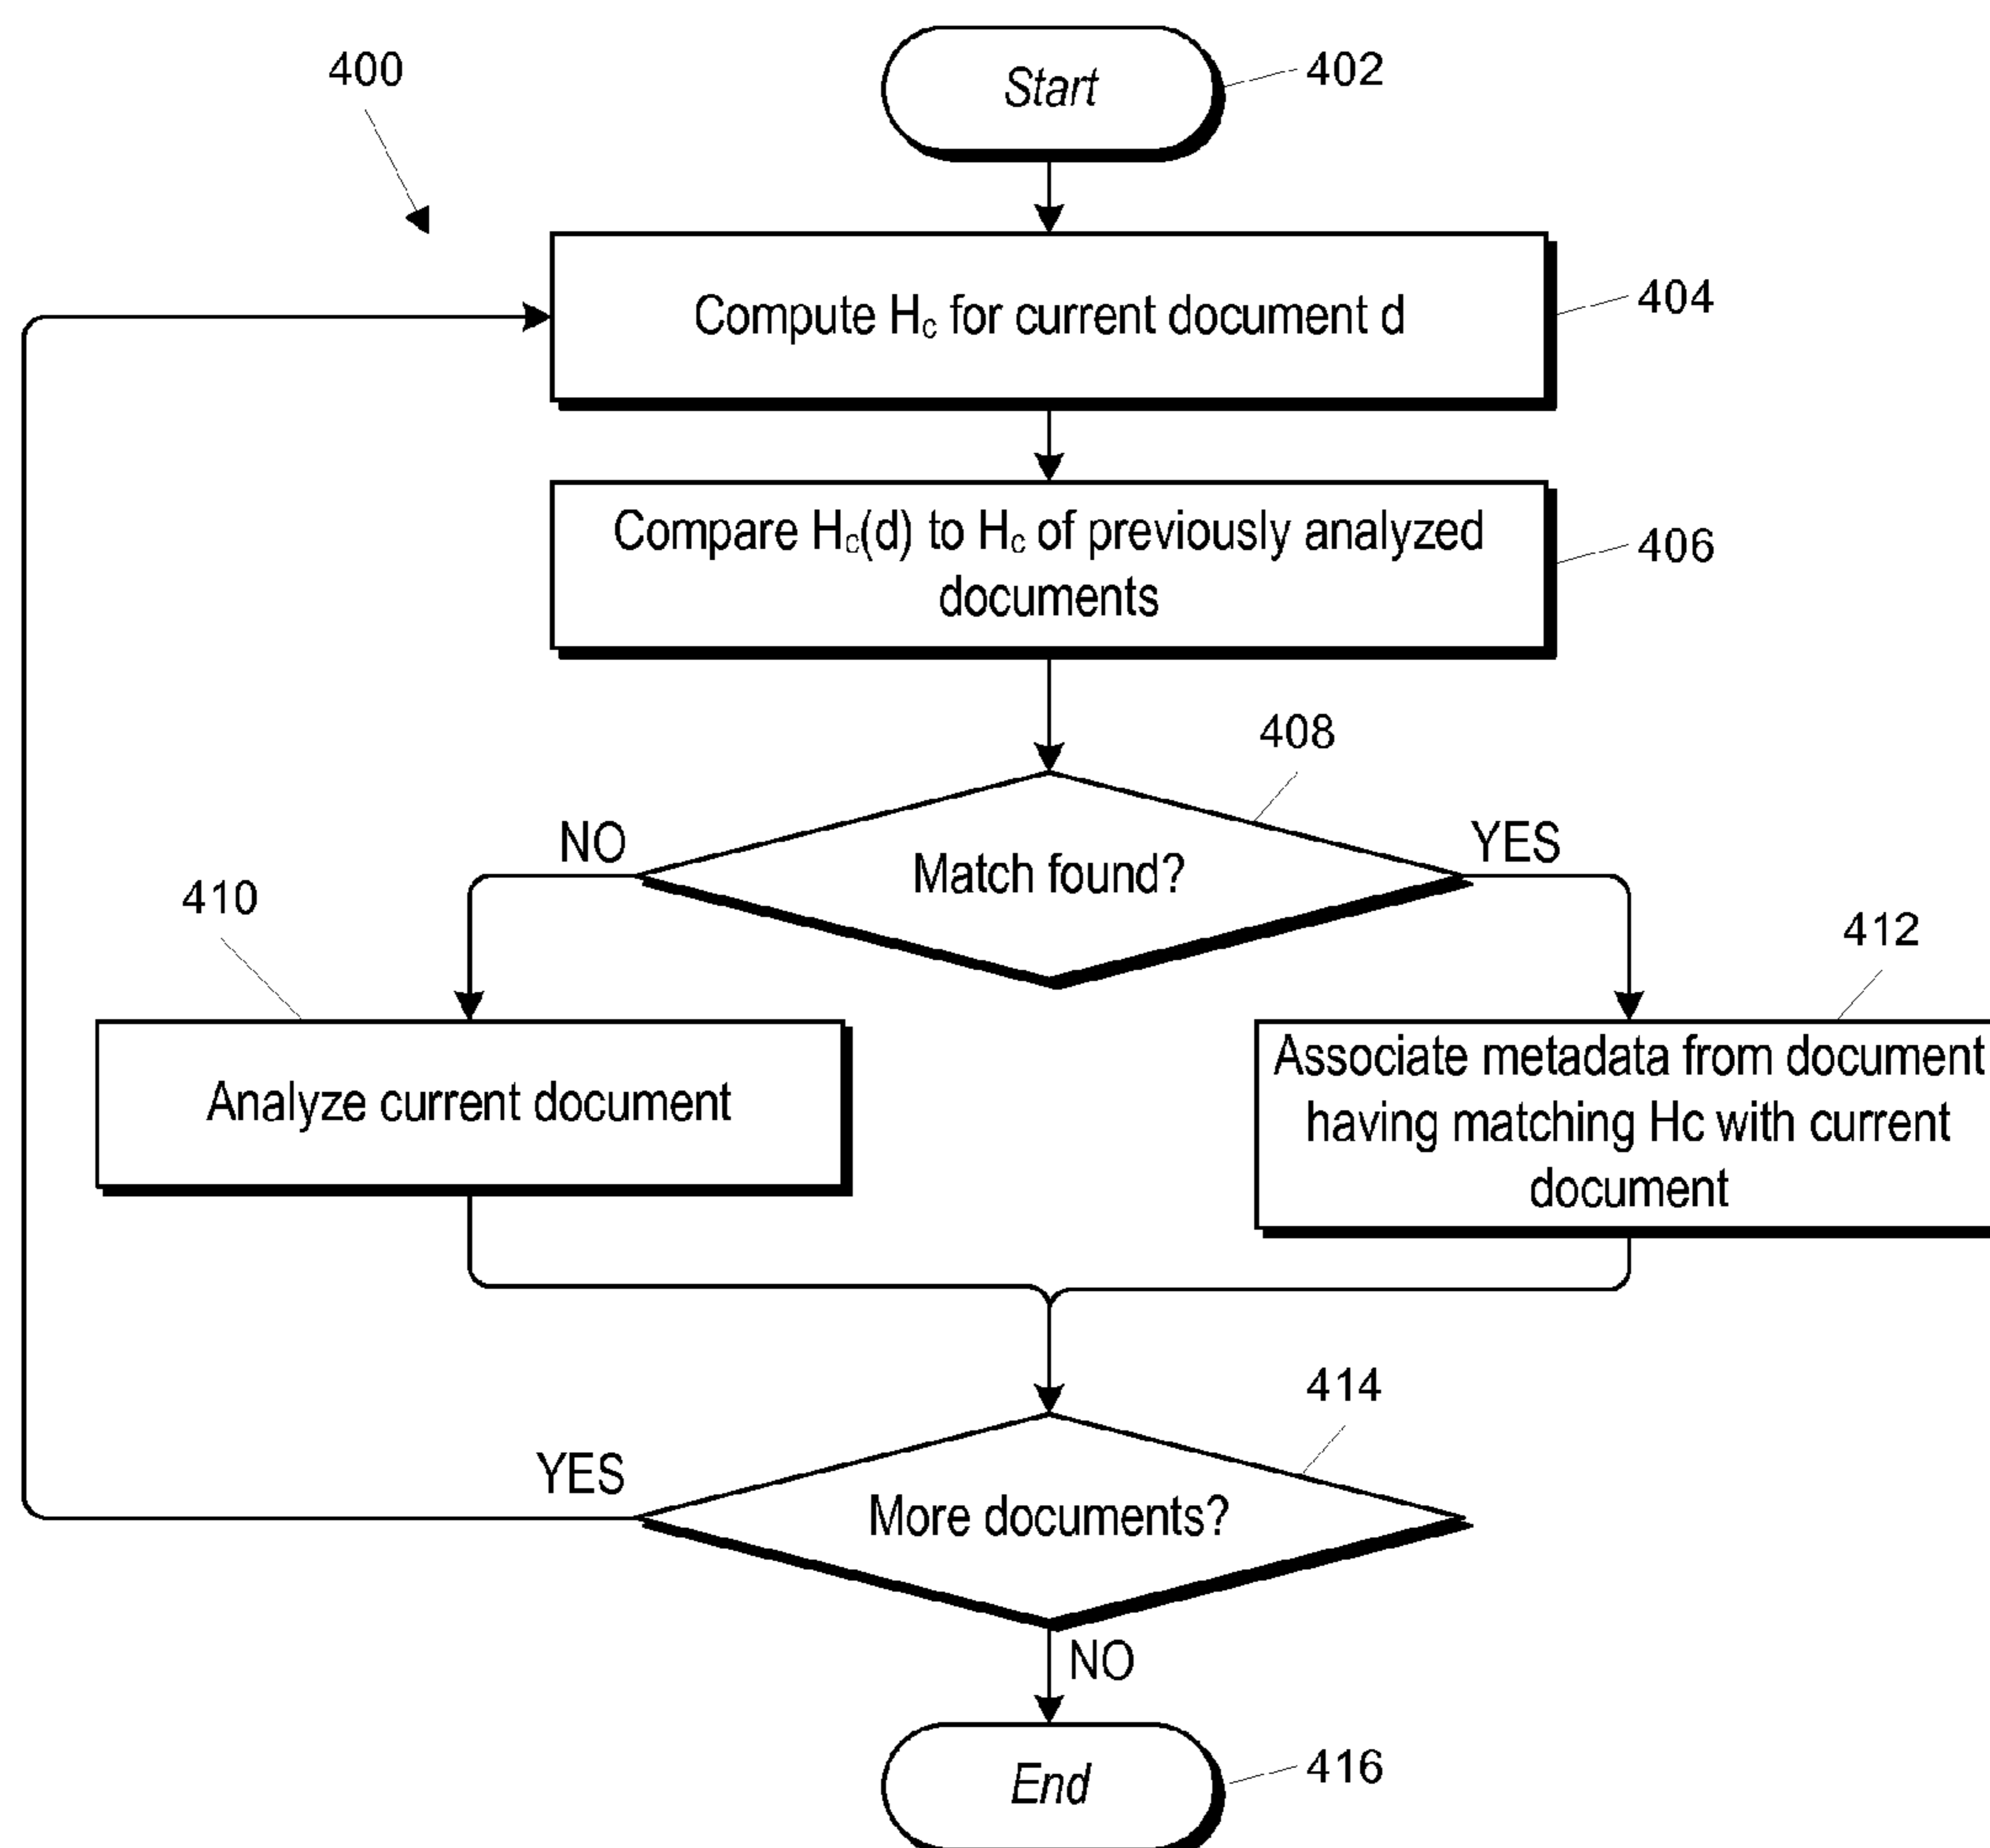 400
Start
402
Compute Hc for current document d
404
Compare Hc(d) to Hc of previously analyzed
documents
406
408
NO
Match found?
YES
410
412
Analyze current document
Associate metadata from document
having matching Hc with current
document
414
YES
More documents?
NO
End
416